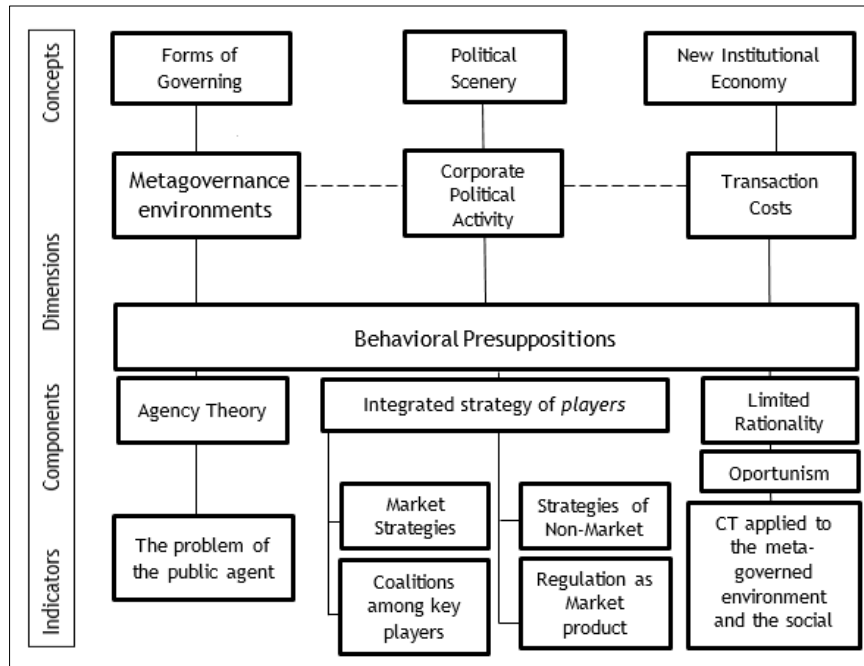 Concepts
Dimensions
Components
Indicators
Forms of
Governing
Political
Scenery
New Institutional
Economy
Metagovernance
environments
Corporate
Political
Activity
Transaction
Costs
Behavioral Presuppositions
Agency Theory
Integrated strategy of players
Limited
Rationality
Oportunism
Market
Strategies
Strategies of
Non-Market
The problem of
the public agent
Coalitions
among key
players
Regulation as
Market
product
CT applied to
the meta-
governed
environment
and the social